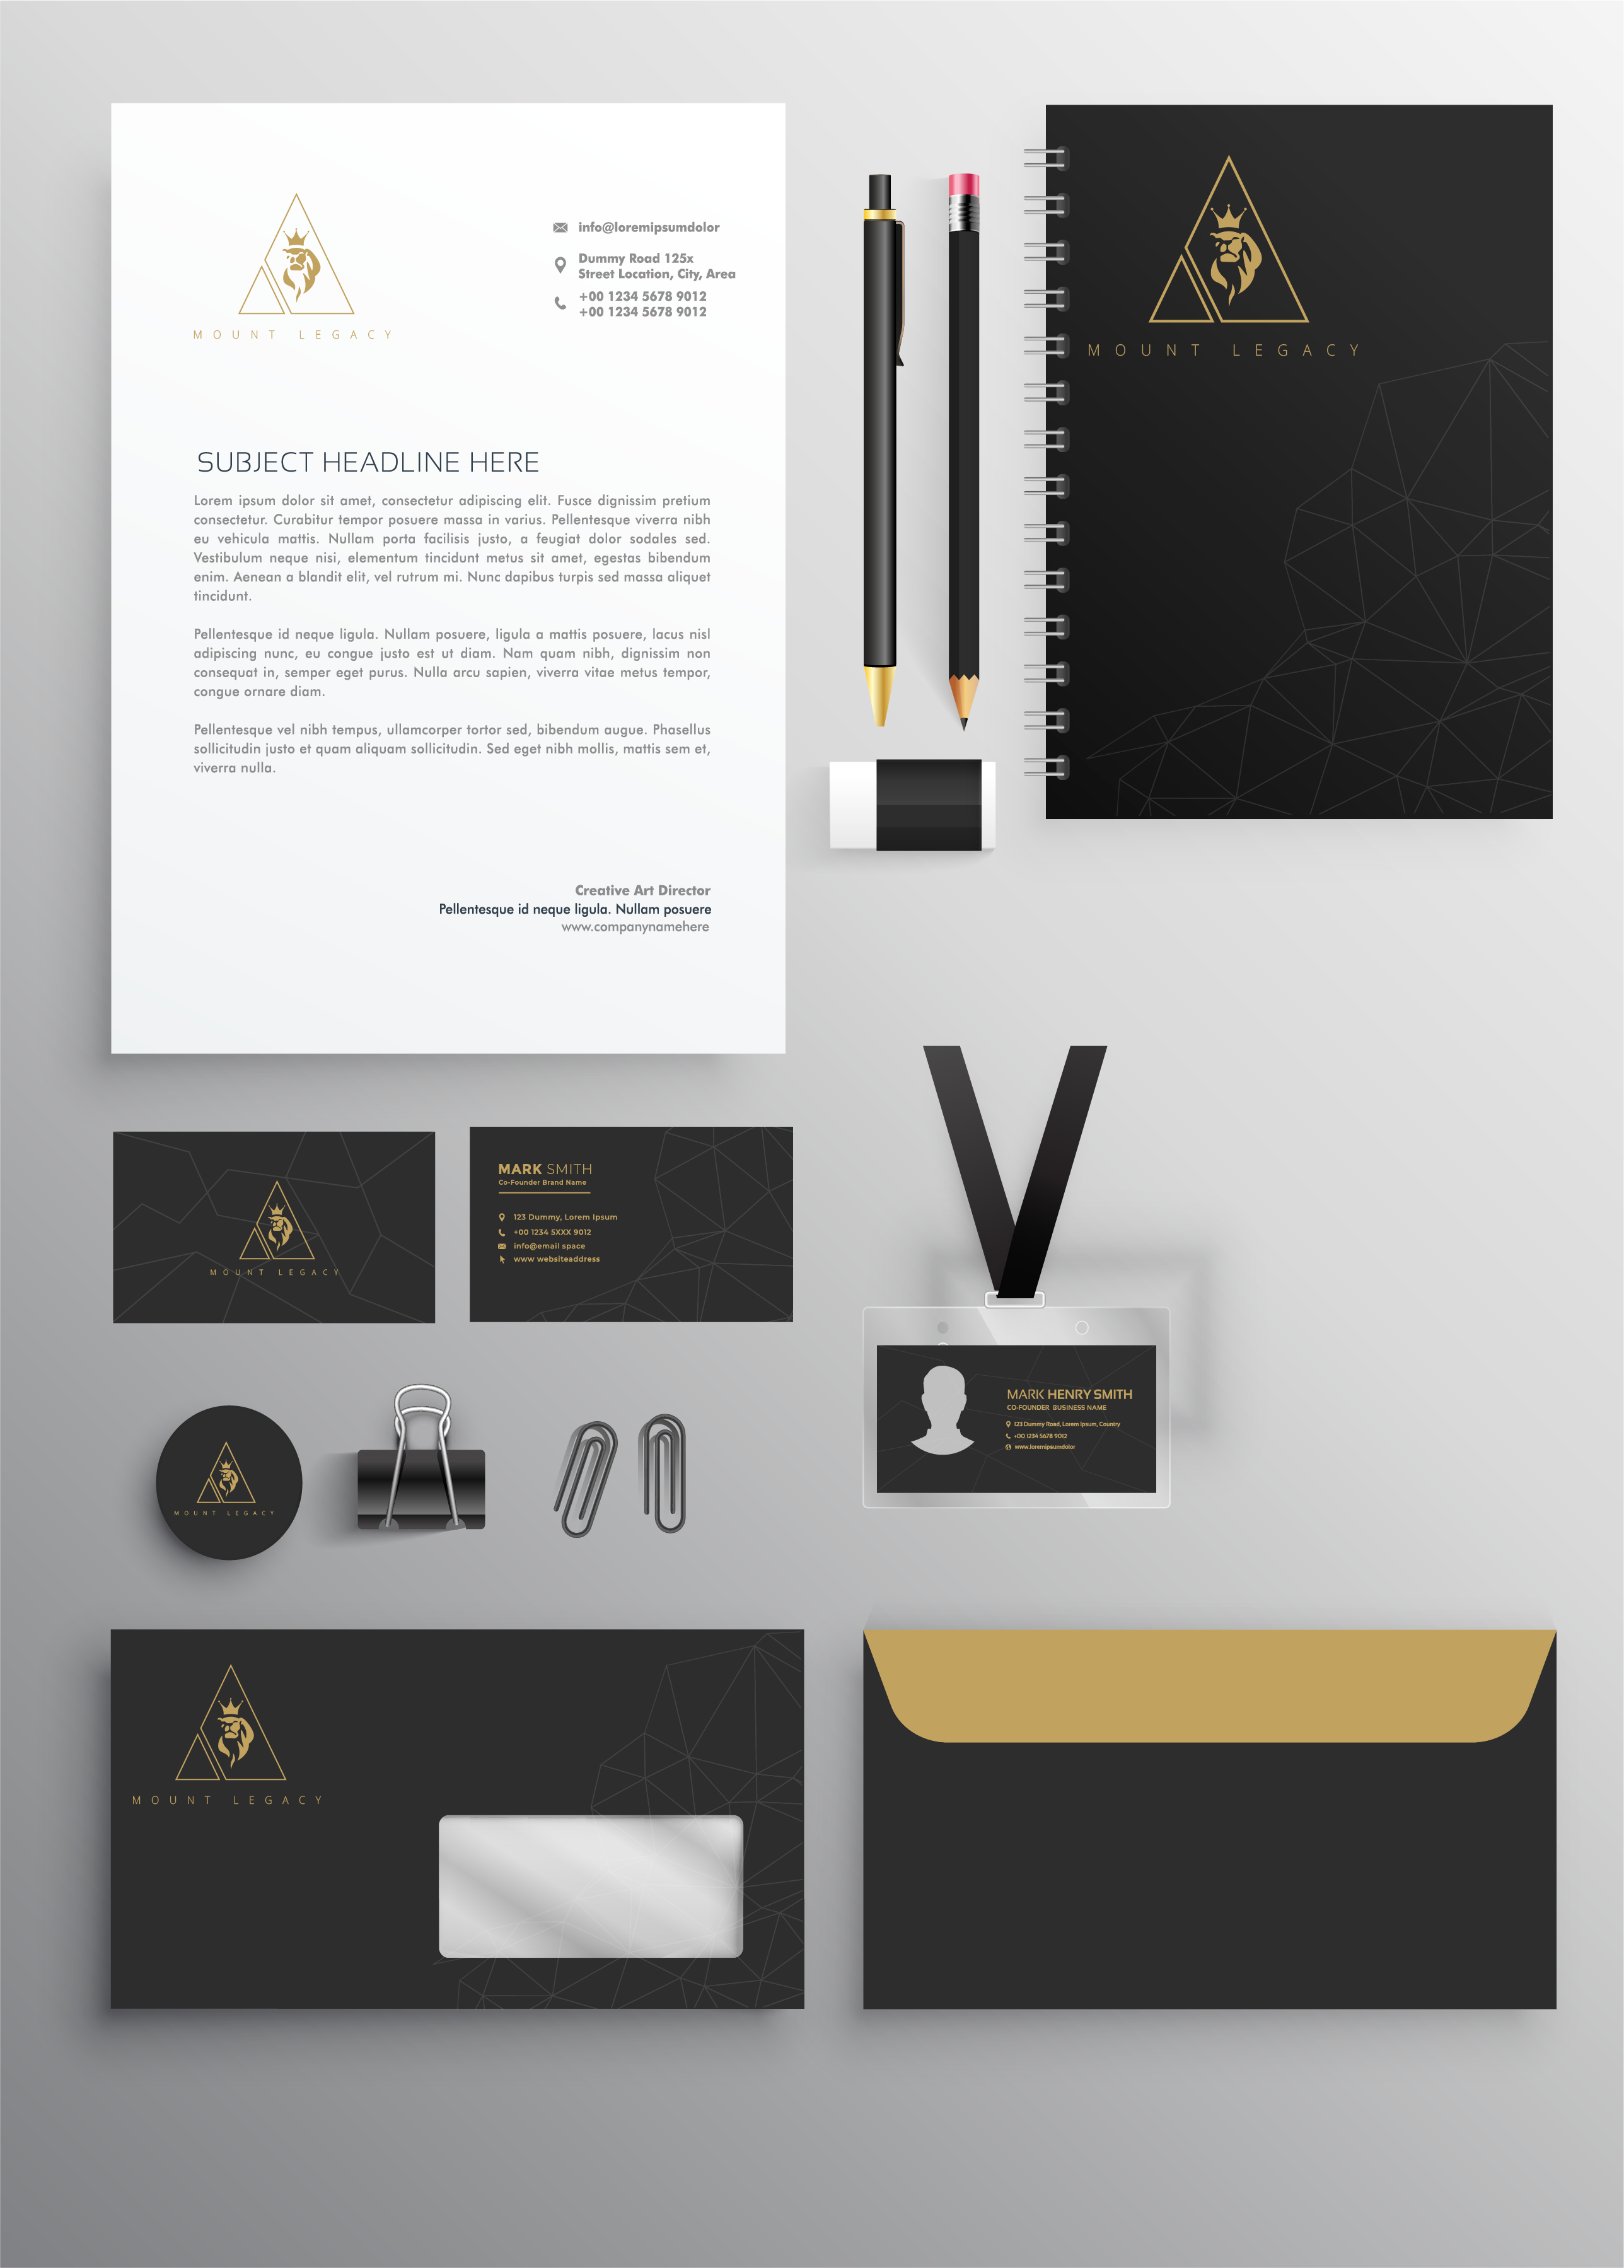 MOUNT LEGACY
info@loremipsumdolor
Dummy Road 125x
Street Location, City, Area
+00 1234 5678 9012
+00 1234 5678 9012
SUBJECT HEADLINE HERE
Lorem ipsum dolor sit amet, consectetur adipiscing elit. Fusce dignissim pretium
consectetur. Curabitur tempor posuere massa in varius. Pellentesque viverra nibh
eu vehicula mattis. Nullam porta facilisis justo, a feugiat dolor sodales sed.
Vestibulum neque nisi, elementum tincidunt metus sit amet, egestas bibendum
enim. Aenean a blandit elit, vel rutrum mi. Nunc dapibus turpis sed massa aliquet
tincidunt.
Pellentesque id neque ligula. Nullam posuere, ligula a mattis posuere, lacus nisl
adipiscing nunc, eu congue justo est ut diam. Nam quam nibh, dignissim non
consequat in, semper eget purus. Nulla arcu sapien, viverra vitae metus tempor,
congue ornare diam.
Pellentesque vel nibh tempus, ullamcorper tortor sed, bibendum augue. Phasellus
sollicitudin justo et quam aliquam sollicitudin. Sed eget nibh mollis, mattis sem et,
viverra nulla.
Creative Art Director
Pellentesque id neque ligula. Nullam posuere
www.companynamehere
MOUNT LEGACY
MOUNT LEGACY
MARK SMITH
Co-Founder Brand Name
123 Dummy, Lorem Ipsum
+00 1234 5XXX 9012
info@email space
www websiteaddress
MARK HENRY SMITH
CO-FOUNDER BUSINESS NAME
123 Dummy Road, Lorem Ipsum, Country
+00 1234 5678 9012
www.loremipsumdolor
MOUNT LEGACY
MOUNT LEGACY